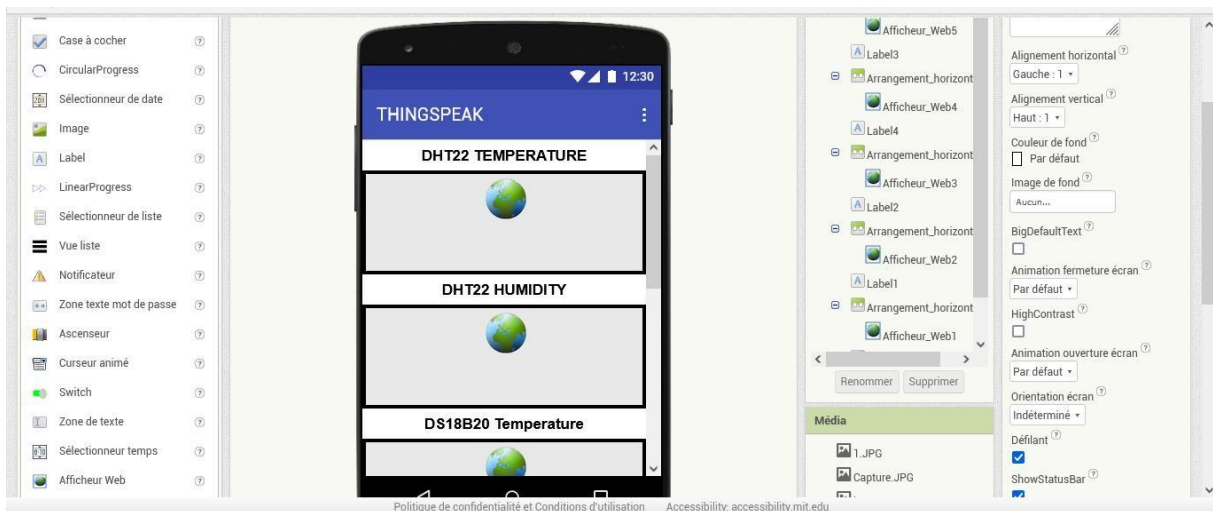 Case à cocher
CircularProgress
Sélectionneur de date
Image
Label
LinearProgress
Sélectionneur de liste
Vue liste
Notificateur
Zone texte mot de passe
Ascenseur
Curseur animé
Switch
Zone de texte
Sélectionneur temps
Afficheur Web
12:30
THINGSPEAK
DHT22 TEMPERATURE
DHT22 HUMIDITY
DS18B20 Temperature
Afficheur_Web5
Label3
Arrangement_horizont
Afficheur_Web4
Label4
Arrangement_horizont
Afficheur_Web3
Label2
Arrangement_horizont
Afficheur_Web2
Label1
Arrangement_horizont
Afficheur_Web1
Renommer Supprimer
Média
1.JPG
Capture.JPG
Alignement horizontal
Gauche : 1
Alignement vertical
Haut : 1
Couleur de fond
Par défaut
Image de fond
Aucun...
BigDefaultText
Animation fermeture écran
Par défaut
HighContrast
Animation ouverture écran
Par défaut
Orientation écran
Indéterminé
Défilant
ShowStatusBar
Politique de confidentialité et Conditions d'utilisation Accessibility: accessibility.mit.edu